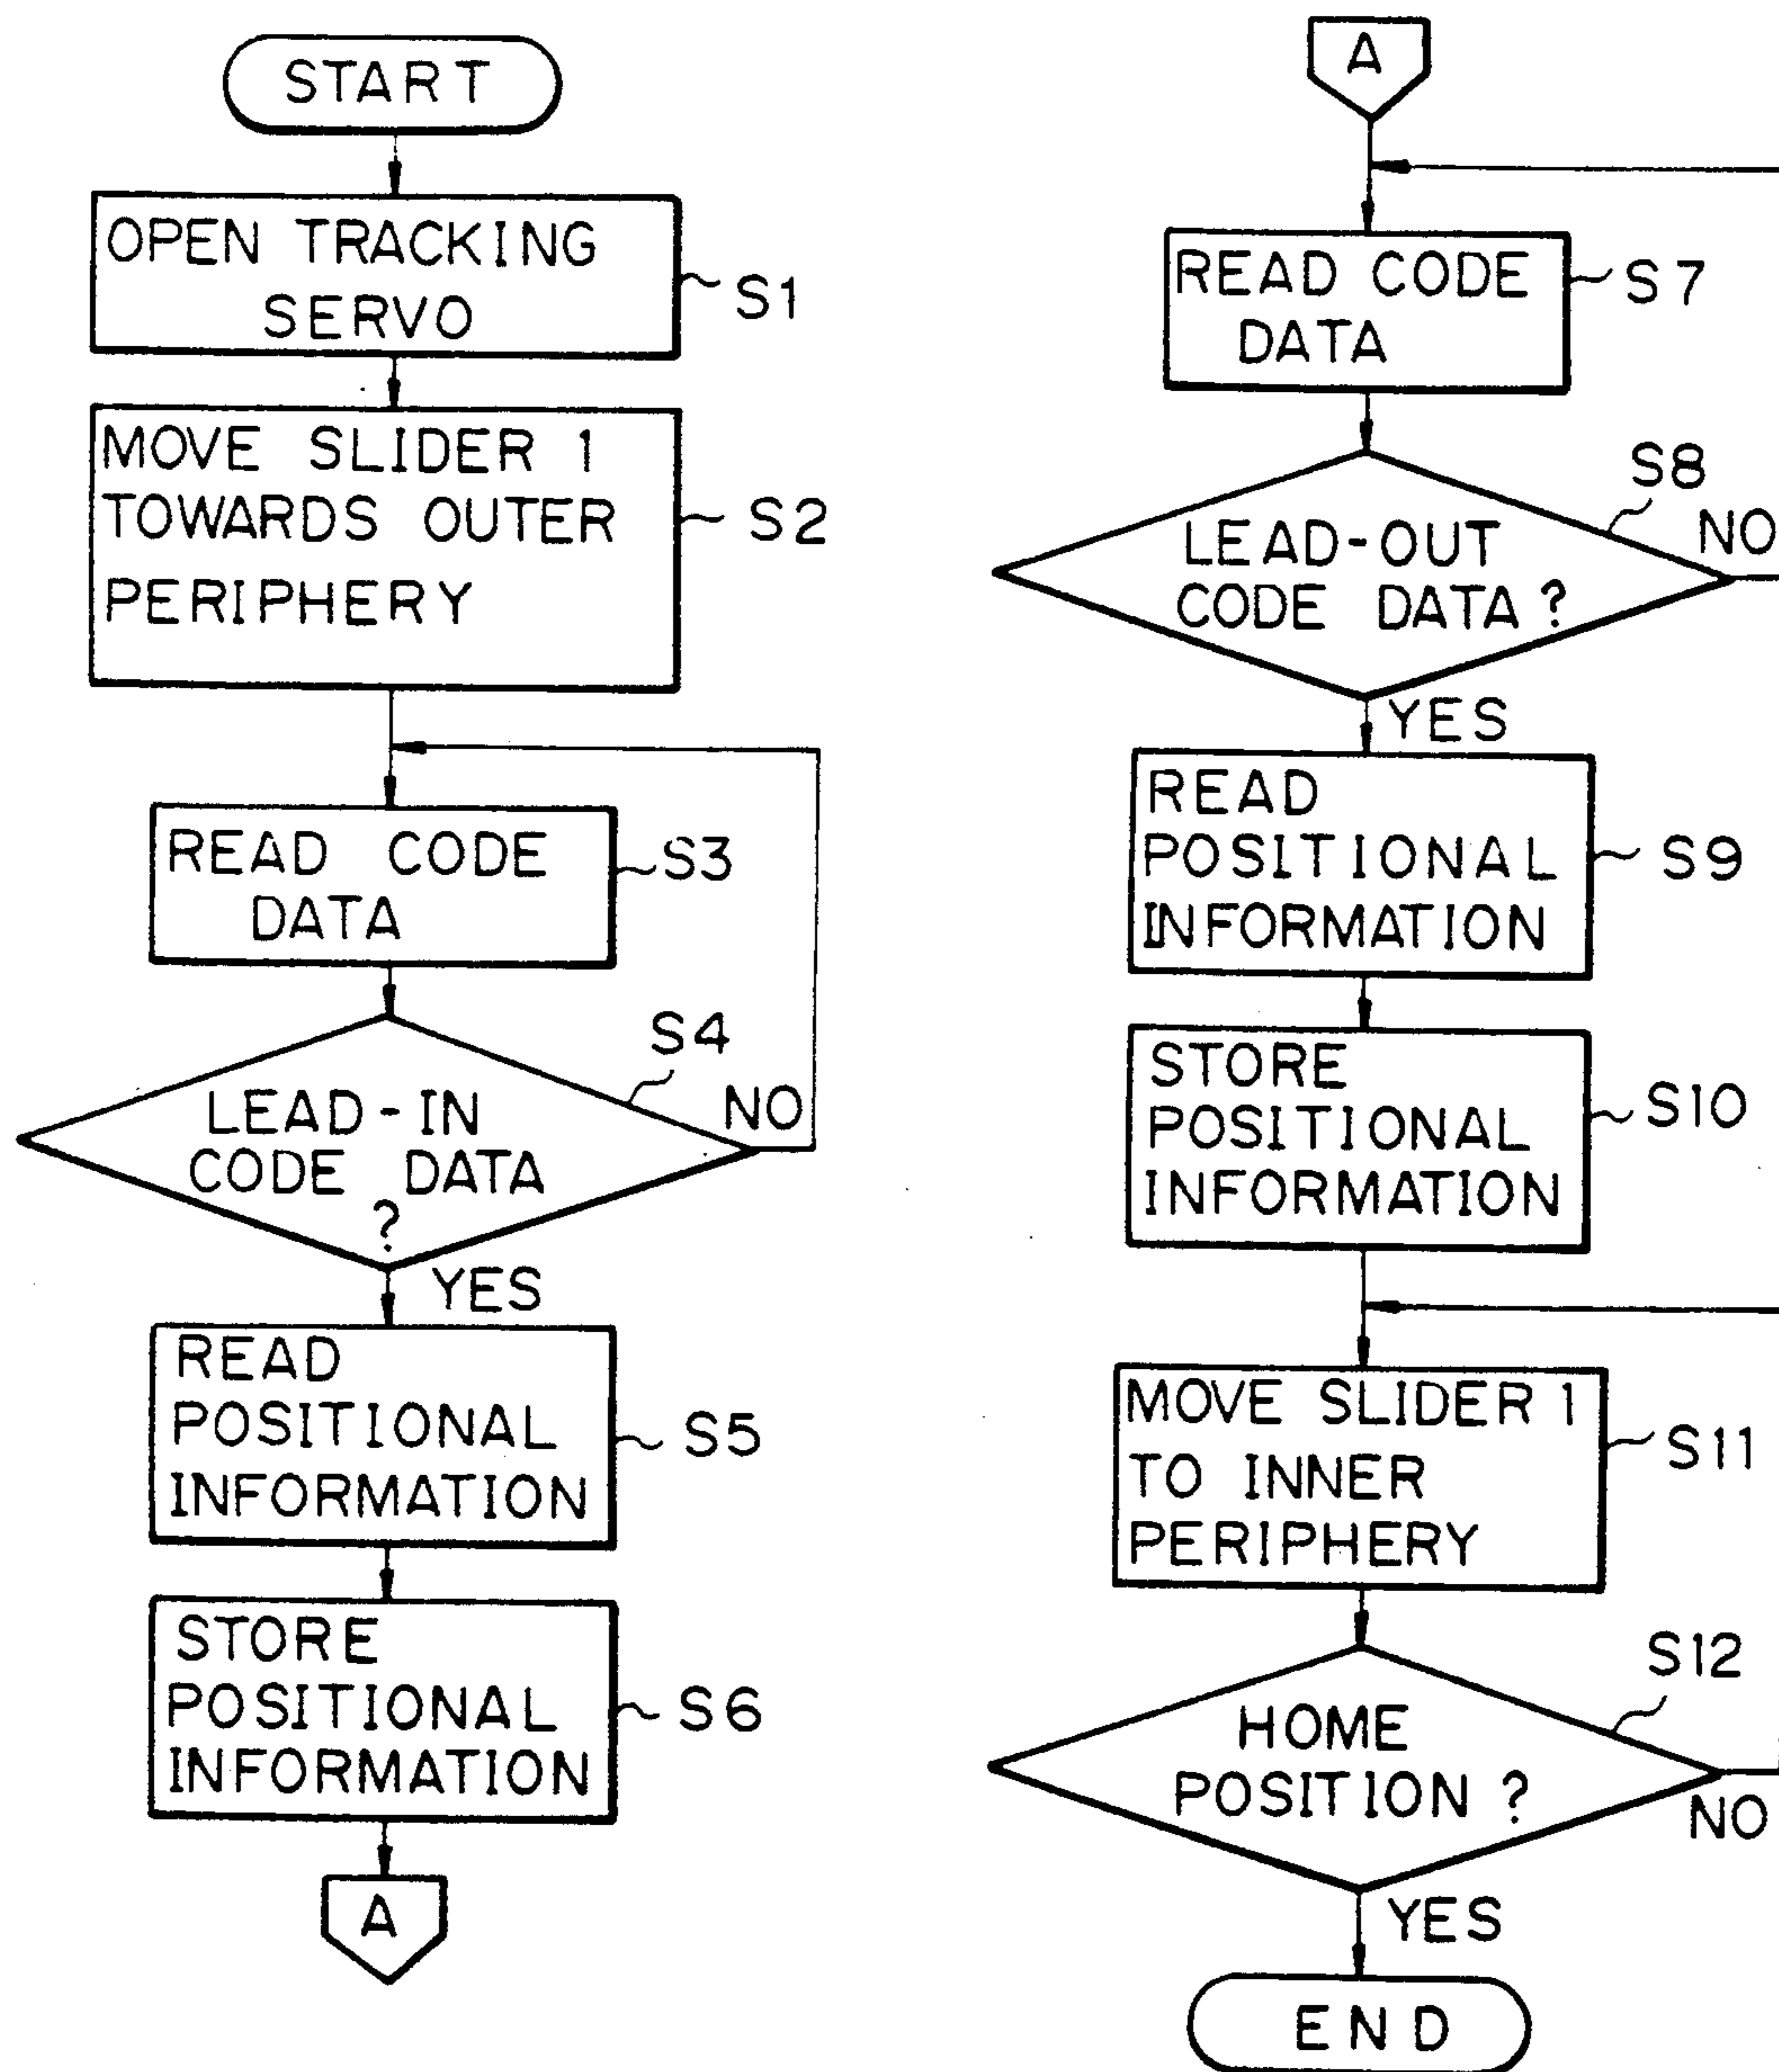 START
OPEN TRACKING
SERVO
S1
MOVE SLIDER 1
TOWARDS OUTER
PERIPHERY
S2
READ CODE
DATA
S3
S4
LEAD-IN
CODE DATA
?
NO
YES
READ
POSITIONAL
INFORMATION
S5
STORE
POSITIONAL
INFORMATION
S6
A
A
READ CODE
DATA
S7
S8
LEAD-OUT
CODE DATA ?
NO
YES
READ
POSITIONAL
INFORMATION
S9
STORE
POSITIONAL
INFORMATION
S10
MOVE SLIDER 1
TO INNER
PERIPHERY
S11
S12
HOME
POSITION ?
NO
YES
END